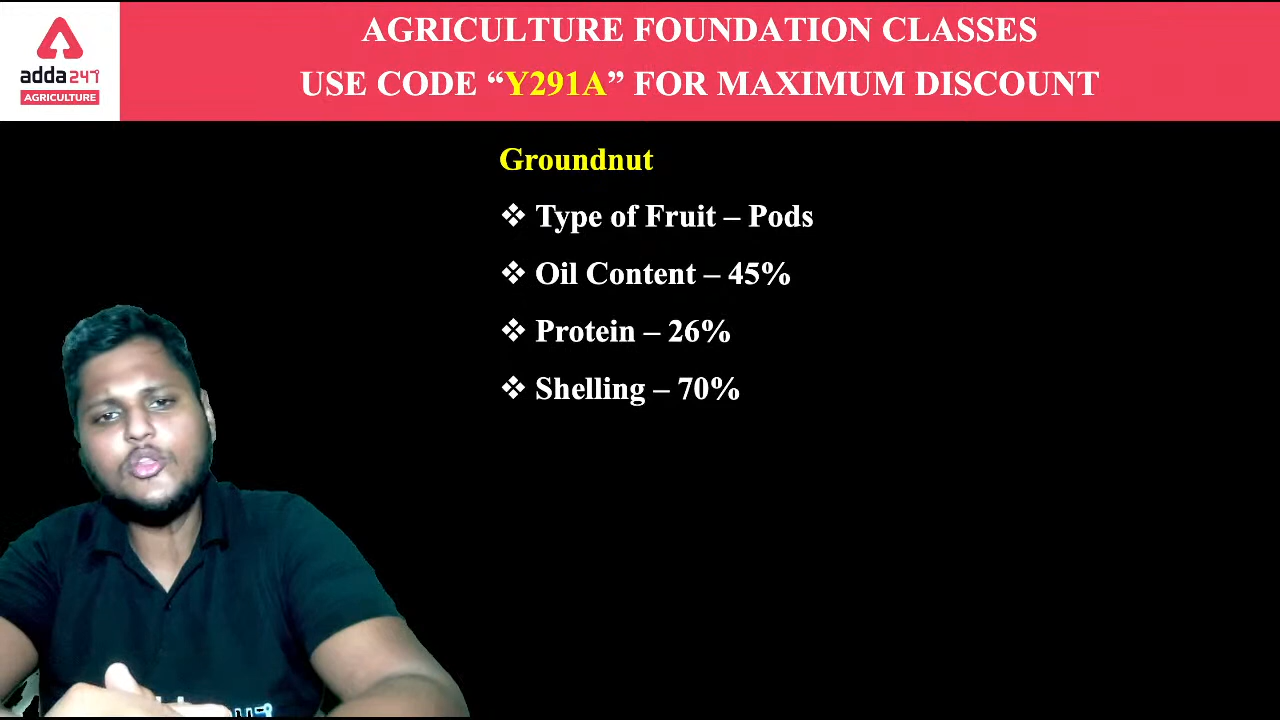 AGRICULTURE FOUNDATION CLASSES
USE CODE “Y291A” FOR MAXIMUM DISCOUNT
adda247
AGRICULTURE
Groundnut
❖ Type of Fruit – Pods
❖ Oil Content – 45%
❖ Protein – 26%
❖ Shelling – 70%